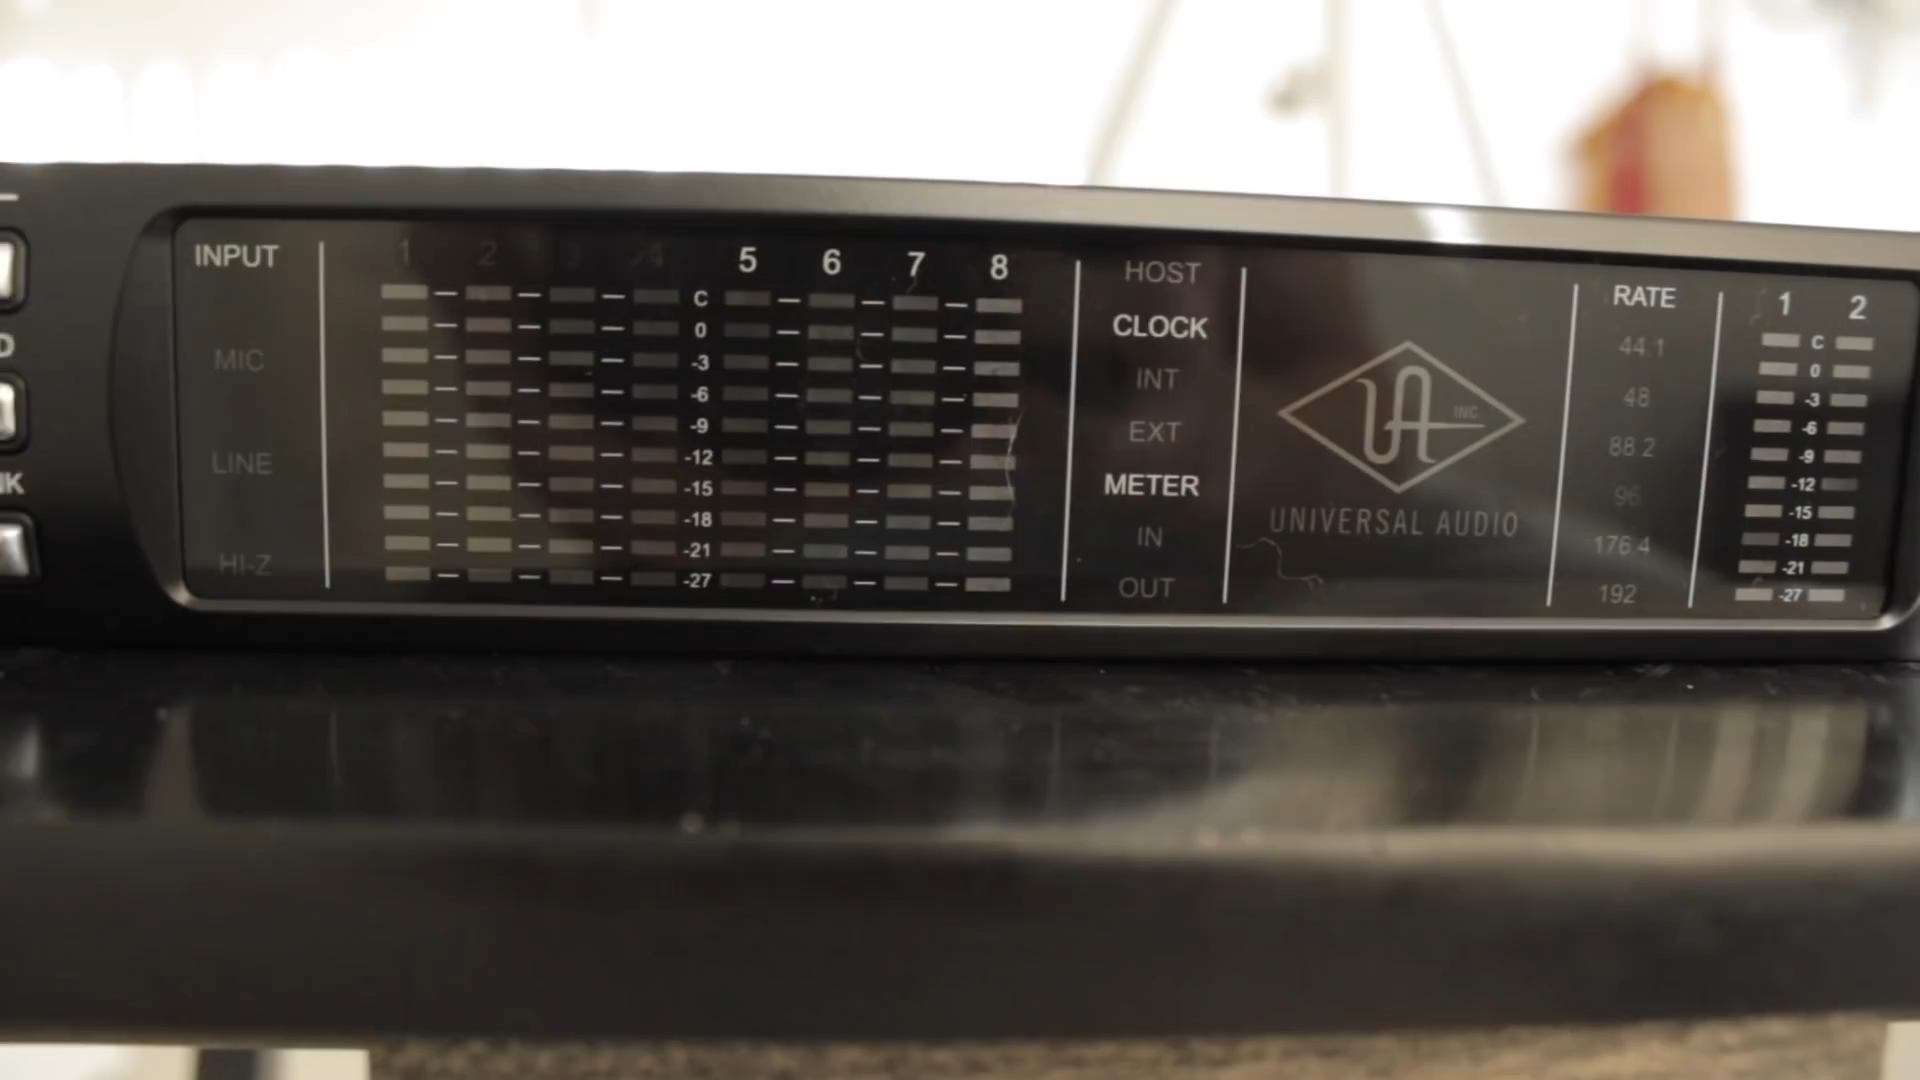 INPUT
MIC
LINE
HI-Z
1 2 3 4 5 6 7 8
C
0
-3
-6
-9
-12
-15
-18
-21
-27
HOST
CLOCK
INT
EXT
METER
IN
OUT
UA INC.
UNIVERSAL AUDIO
RATE
44.1
48
88.2
96
176.4
192
1 2
C
0
-3
-6
-9
-12
-15
-18
-21
-27